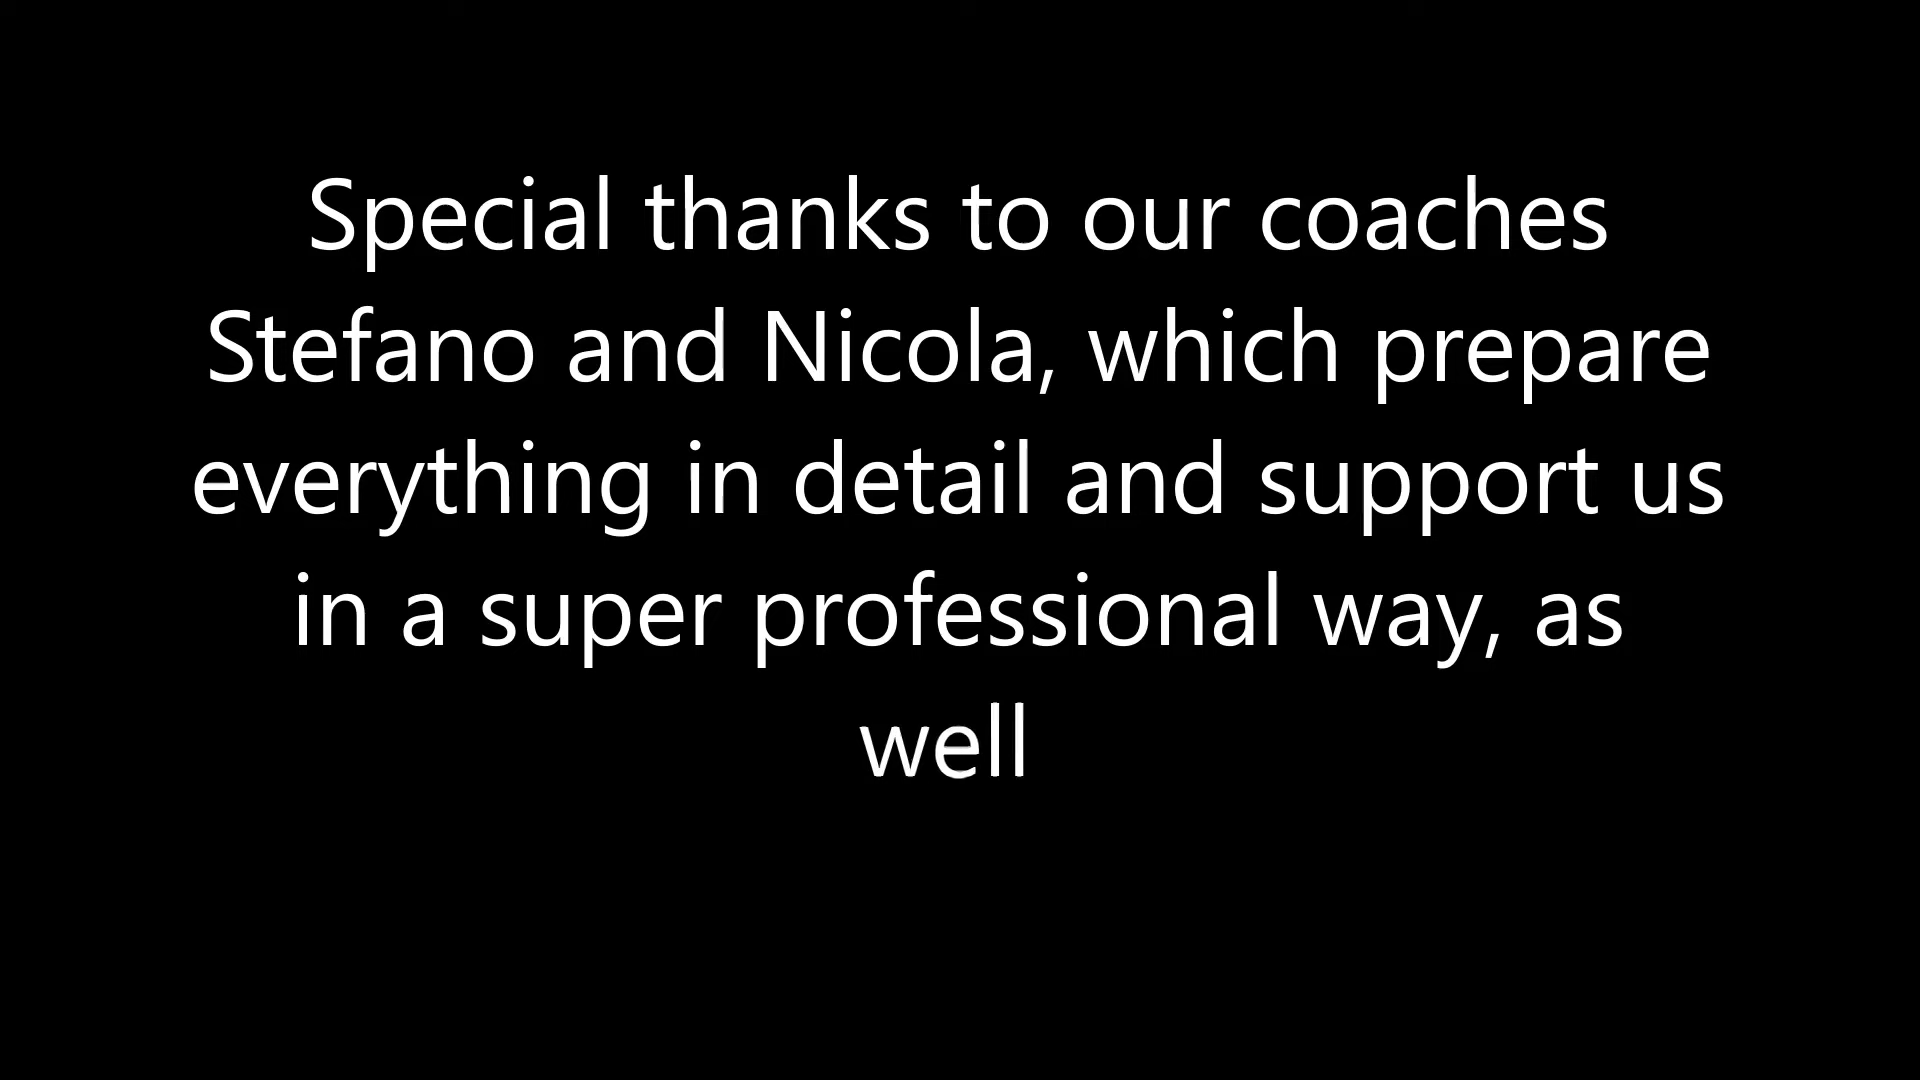 Special thanks to our coaches
Stefano and Nicola, which prepare
everything in detail and support us
in a super professional way, as
well